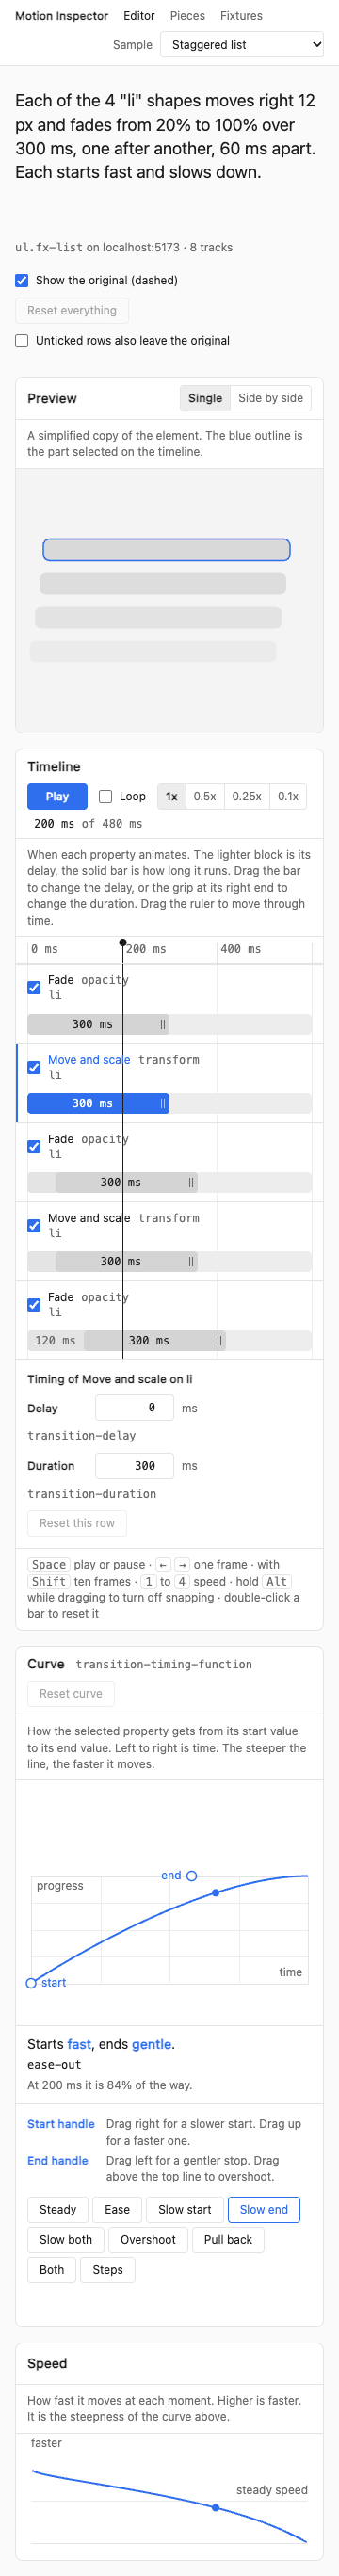 Motion Inspector Editor Pieces Fixtures
Sample Staggered list
Each of the 4 "li" shapes moves right 12
px and fades from 20% to 100% over
300 ms, one after another, 60 ms apart.
Each starts fast and slows down.
ul.fx-list on localhost:5173 · 8 tracks
Show the original (dashed)
Reset everything
Unticked rows also leave the original
Preview Single Side by side
A simplified copy of the element. The blue outline is
the part selected on the timeline.
Timeline
Play Loop 1x 0.5x 0.25x 0.1x
200 ms of 480 ms
When each property animates. The lighter block is its
delay, the solid bar is how long it runs. Drag the bar
to change the delay, or the grip at its right end to
change the duration. Drag the ruler to move through
time.
0 ms 200 ms 400 ms
Fade opacity
li
300 ms
Move and scale transform
li
300 ms
Fade opacity
li
300 ms
Move and scale transform
li
300 ms
Fade opacity
li
120 ms 300 ms
Timing of Move and scale on li
Delay 0 ms
transition-delay
Duration 300 ms
transition-duration
Reset this row
Space play or pause · ← → one frame · with
Shift ten frames · 1 to 4 speed · hold Alt
while dragging to turn off snapping · double-click a
bar to reset it
Curve transition-timing-function
Reset curve
How the selected property gets from its start value
to its end value. Left to right is time. The steeper the
line, the faster it moves.
end
progress
time
start
Starts fast, ends gentle.
ease-out
At 200 ms it is 84% of the way.
Start handle Drag right for a slower start. Drag up
for a faster one.
End handle Drag left for a gentler stop. Drag
above the top line to overshoot.
Steady Ease Slow start Slow end
Slow both Overshoot Pull back
Both Steps
Speed
How fast it moves at each moment. Higher is faster.
It is the steepness of the curve above.
faster
steady speed